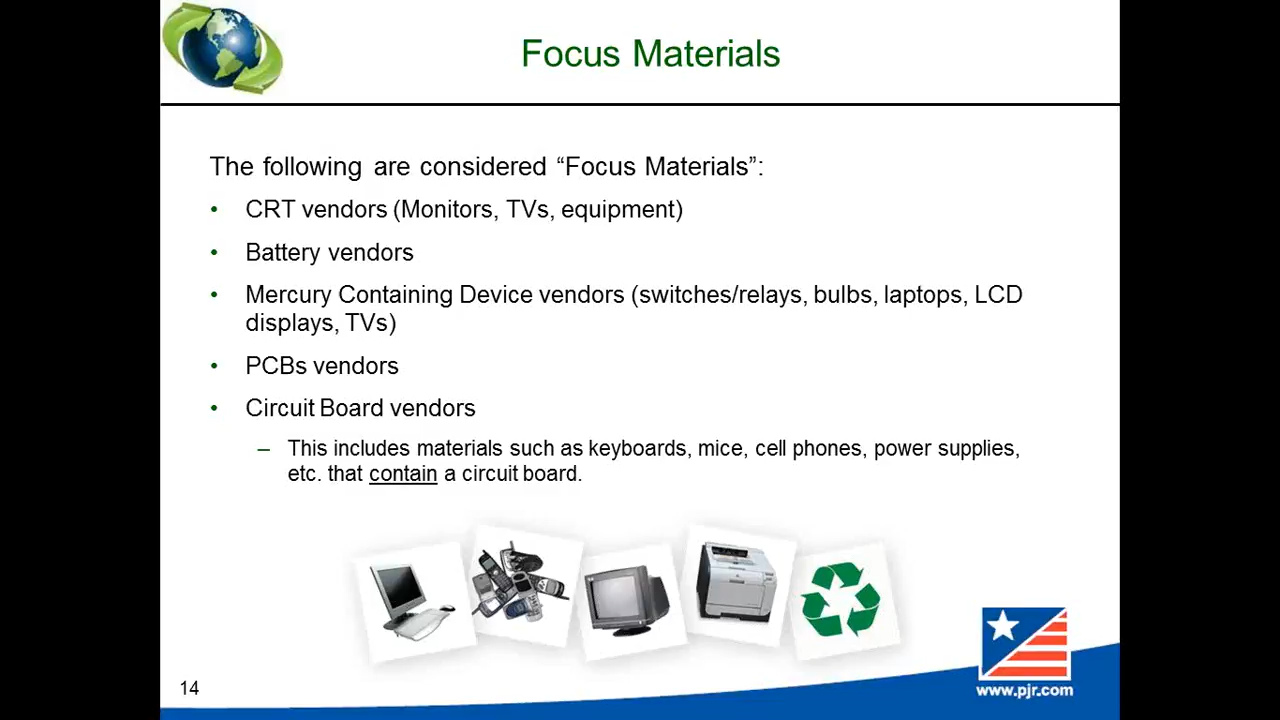 Focus Materials
The following are considered “Focus Materials”:
• CRT vendors (Monitors, TVs, equipment)
• Battery vendors
• Mercury Containing Device vendors (switches/relays, bulbs, laptops, LCD
displays, TVs)
• PCBs vendors
• Circuit Board vendors
– This includes materials such as keyboards, mice, cell phones, power supplies,
etc. that contain a circuit board.
14
www.pjr.com